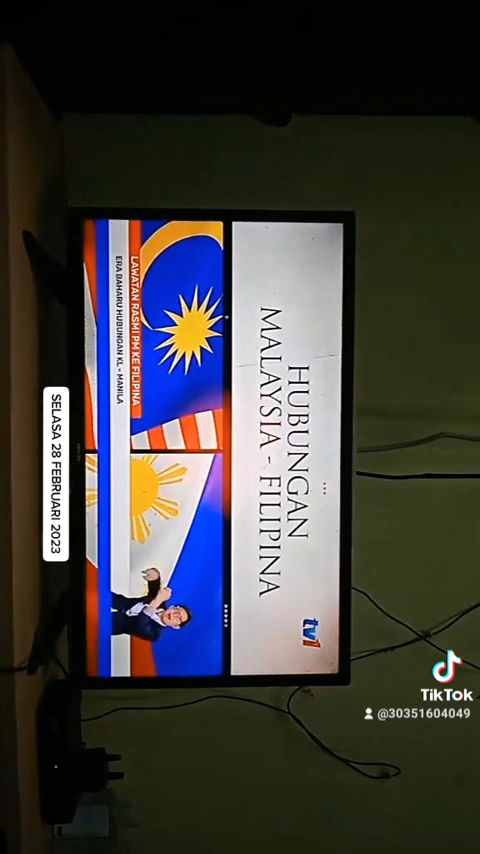 HUBUNGAN
MALAYSIA - FILIPINA
tv1
LAWATAN RASMI PM KE FILIPINA
ERA BAHARU HUBUNGAN KL - MANILA
SELASA 28 FEBRUARI 2023
TikTok
@30351604049